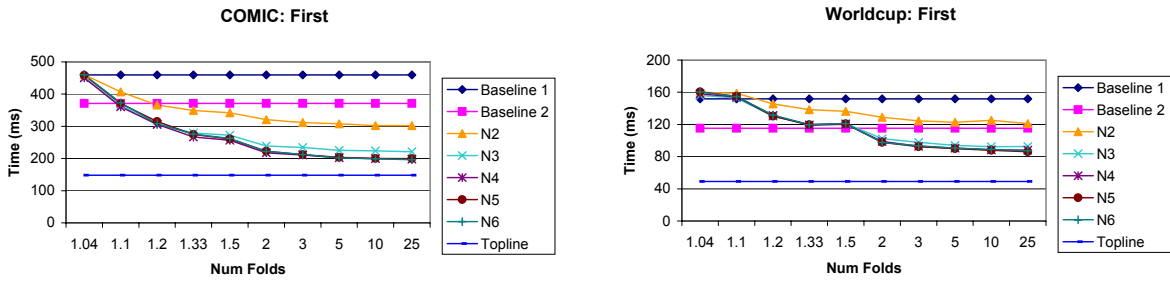 COMIC: First
500
400
300
200
100
0
Time (ms)
1.04 1.1 1.2 1.33 1.5 2 3 5 10 25
Num Folds
Baseline 1
Baseline 2
N2
N3
N4
N5
N6
Topline
Worldcup: First
200
160
120
80
40
0
Time (ms)
1.04 1.1 1.2 1.33 1.5 2 3 5 10 25
Num Folds
Baseline 1
Baseline 2
N2
N3
N4
N5
N6
Topline